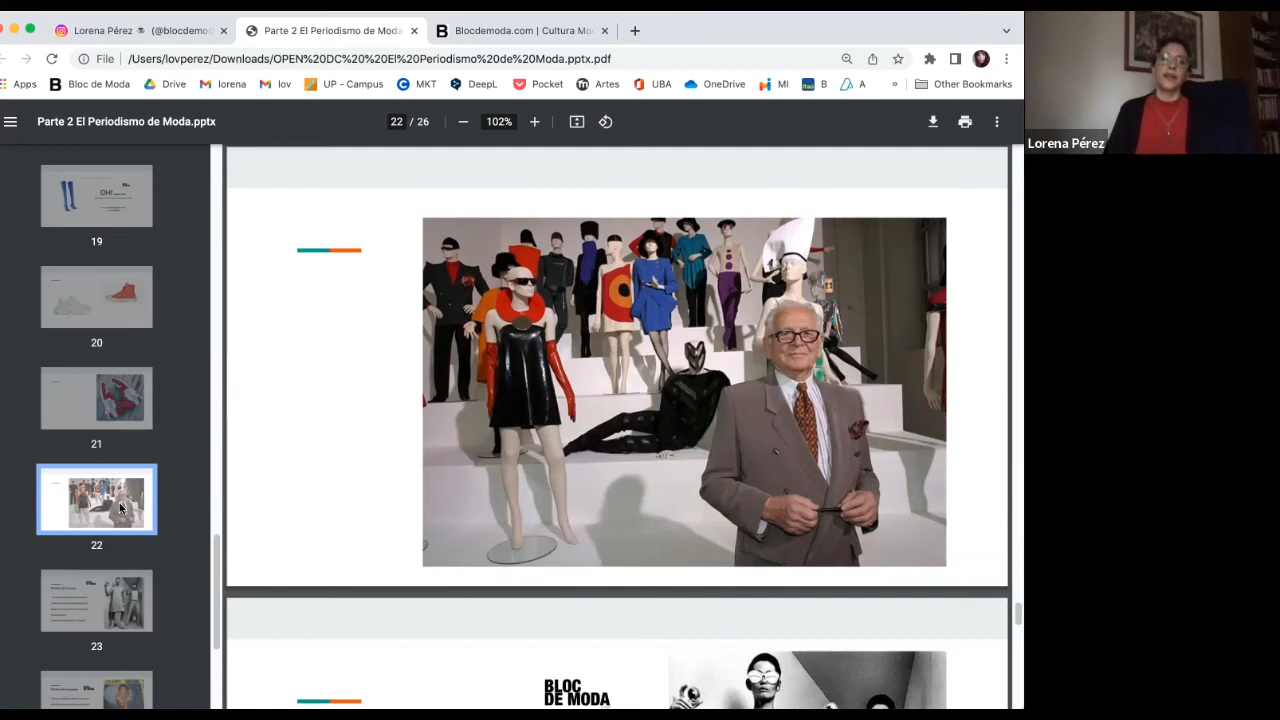 Lorena Pérez
(@blocdemod
Parte 2 El Periodismo de Moda
Blocdemoda.com | Cultura Mo
File
/Users/lovperez/Downloads/OPEN%20DC%20%20El%20Periodismo%20de%20Moda.pptx.pdf
Apps
Bloc de Moda
Drive
lorena
lov
UP - Campus
MKT
DeepL
Pocket
Artes
UBA
OneDrive
MI
B
A
»
Other Bookmarks
Parte 2 El Periodismo de Moda.pptx
22 / 26
102%
Lorena Pérez
OH!
19
20
21
22
23
BLOC
DE MODA